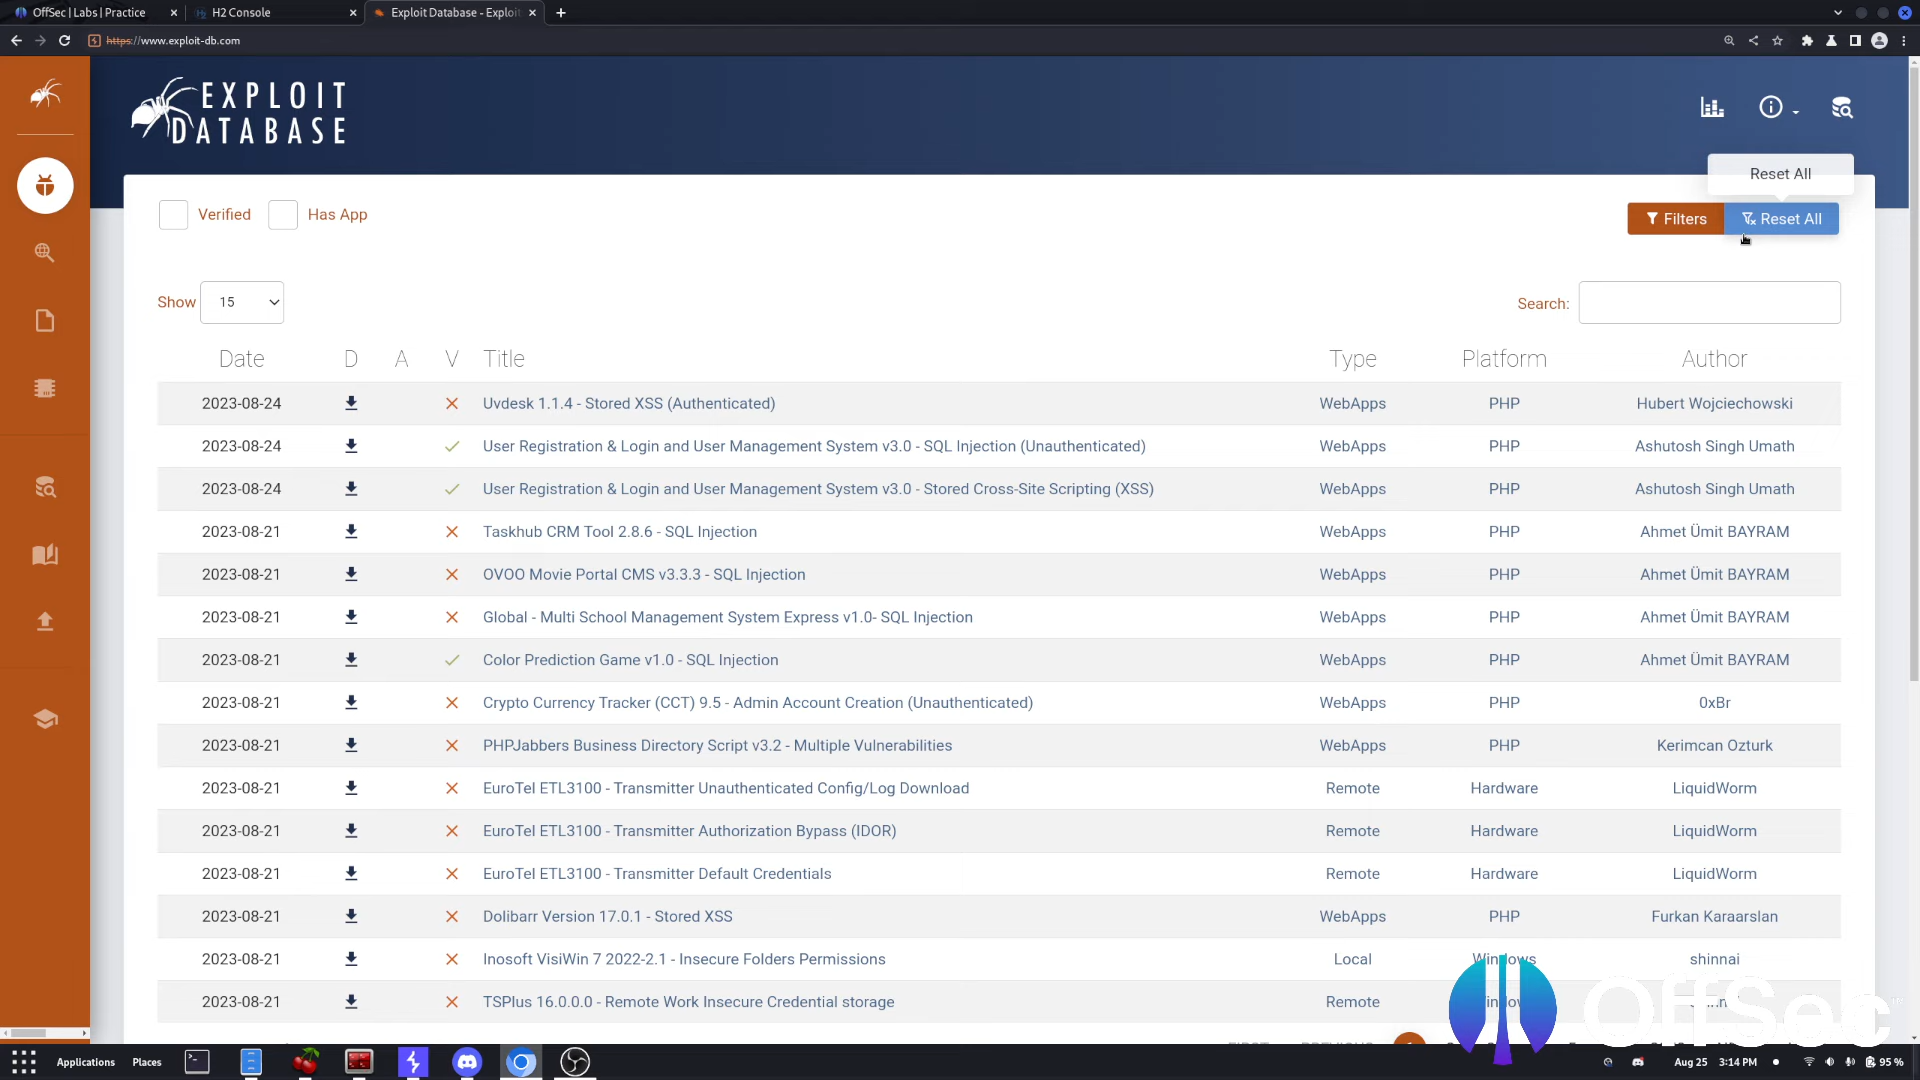 OffSec | Labs | Practice
H2 Console
Exploit Database - Exploit
https://www.exploit-db.com
EXPLOIT
DATABASE
Reset All
Verified
Has App
Filters
Reset All
Show 15
Search:
Date D A V Title Type Platform Author
2023-08-24 Uvdesk 1.1.4 - Stored XSS (Authenticated) WebApps PHP Hubert Wojciechowski
2023-08-24 User Registration & Login and User Management System v3.0 - SQL Injection (Unauthenticated) WebApps PHP Ashutosh Singh Umath
2023-08-24 User Registration & Login and User Management System v3.0 - Stored Cross-Site Scripting (XSS) WebApps PHP Ashutosh Singh Umath
2023-08-21 Taskhub CRM Tool 2.8.6 - SQL Injection WebApps PHP Ahmet Ümit BAYRAM
2023-08-21 OVOO Movie Portal CMS v3.3.3 - SQL Injection WebApps PHP Ahmet Ümit BAYRAM
2023-08-21 Global - Multi School Management System Express v1.0- SQL Injection WebApps PHP Ahmet Ümit BAYRAM
2023-08-21 Color Prediction Game v1.0 - SQL Injection WebApps PHP Ahmet Ümit BAYRAM
2023-08-21 Crypto Currency Tracker (CCT) 9.5 - Admin Account Creation (Unauthenticated) WebApps PHP 0xBr
2023-08-21 PHPJabbers Business Directory Script v3.2 - Multiple Vulnerabilities WebApps PHP Kerimcan Ozturk
2023-08-21 EuroTel ETL3100 - Transmitter Unauthenticated Config/Log Download Remote Hardware LiquidWorm
2023-08-21 EuroTel ETL3100 - Transmitter Authorization Bypass (IDOR) Remote Hardware LiquidWorm
2023-08-21 EuroTel ETL3100 - Transmitter Default Credentials Remote Hardware LiquidWorm
2023-08-21 Dolibarr Version 17.0.1 - Stored XSS WebApps PHP Furkan Karaarslan
2023-08-21 Inosoft VisiWin 7 2022-2.1 - Insecure Folders Permissions Local Windows shinnai
2023-08-21 TSPlus 16.0.0.0 - Remote Work Insecure Credential storage Remote
OffSec
Applications Places Aug 25 3:14 PM 95 %